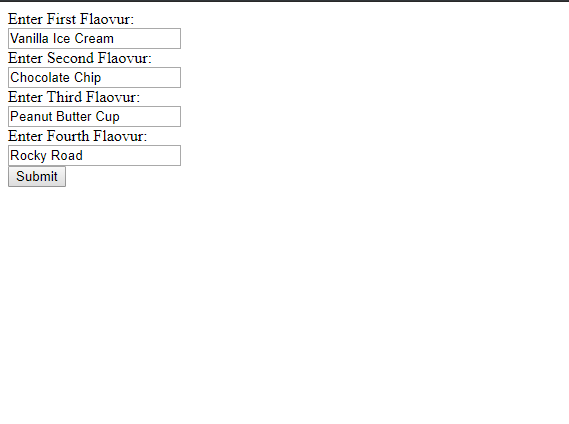 Enter First Flaovur:
Vanilla Ice Cream
Enter Second Flaovur:
Chocolate Chip
Enter Third Flaovur:
Peanut Butter Cup
Enter Fourth Flaovur:
Rocky Road
Submit